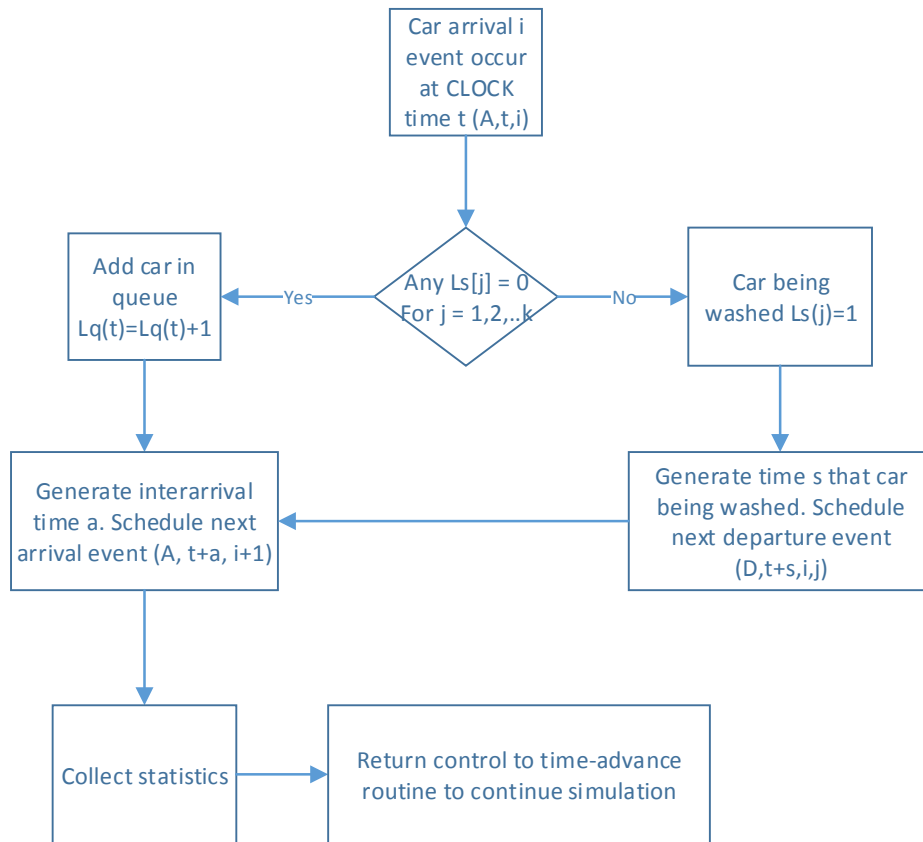 Car arrival i
event occur
at CLOCK
time t (A,t,i)
Add car in
queue
Lq(t)=Lq(t)+1
Yes
Any Ls[j] = 0
For j = 1,2,..k
No
Car being
washed Ls(j)=1
Generate interarrival
time a. Schedule next
arrival event (A, t+a, i+1)
Generate time s that car
being washed. Schedule
next departure event
(D,t+s,i,j)
Collect statistics
Return control to time-advance
routine to continue simulation